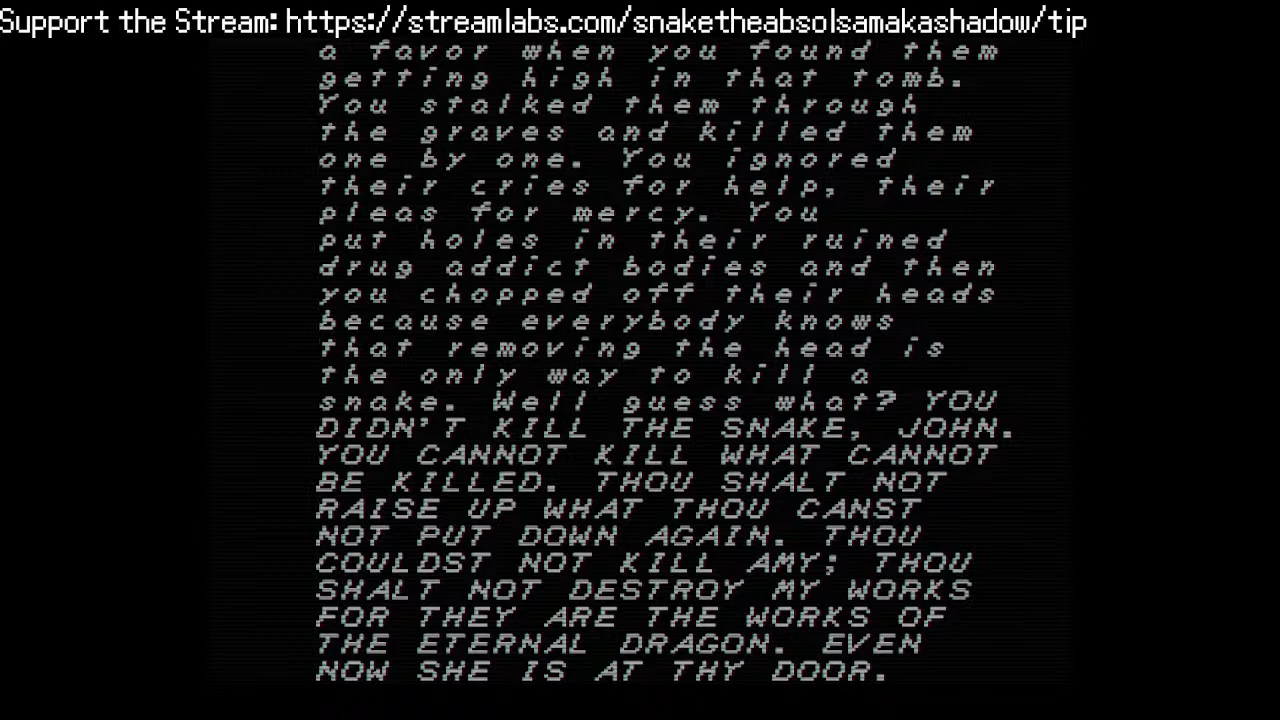 Support the Stream: https://streamlabs.com/snaketheabsolsamakashadow/tip
a favor when you found them
getting high in that tomb.
You stalked them through
the graves and killed them
one by one. You ignored
their cries for help, their
pleas for mercy. You
put holes in their ruined
drug addict bodies and then
you chopped off their heads
because everybody knows
that removing the head is
the only way to kill a
snake. Well guess what? YOU
DIDN'T KILL THE SNAKE, JOHN.
YOU CANNOT KILL WHAT CANNOT
BE KILLED. THOU SHALT NOT
RAISE UP WHAT THOU CANST
NOT PUT DOWN AGAIN. THOU
COULDST NOT KILL AMY; THOU
SHALT NOT DESTROY MY WORKS
FOR THEY ARE THE WORKS OF
THE ETERNAL DRAGON. EVEN
NOW SHE IS AT THY DOOR.